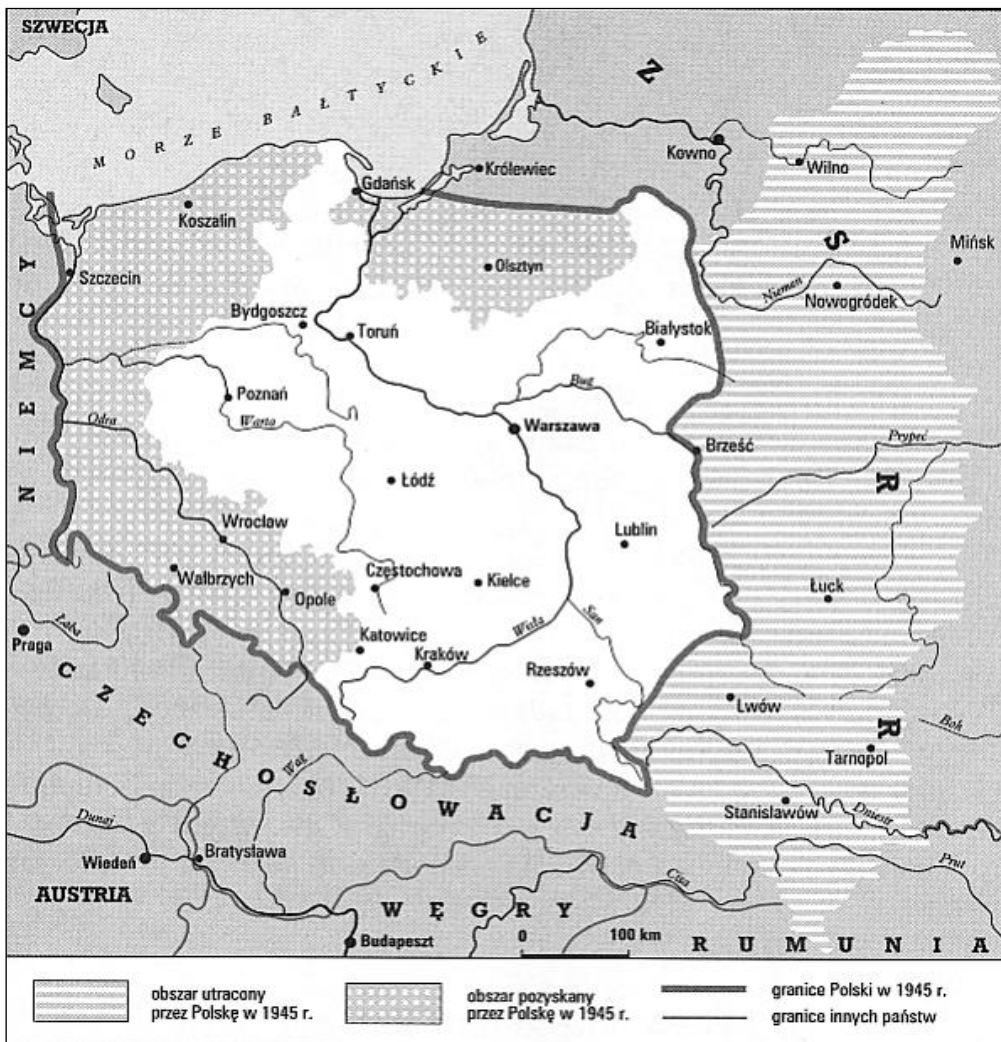 SZWECJA
MORZE BAŁTYCKIE
Z
S
R
R
Kowno
Wilno
Królewiec
Gdańsk
Koszalin
Mińsk
Szczecin
Olsztyn
Niemen
Nowogródek
NIEMCY
Bydgoszcz
Toruń
Białystok
Poznań
Bug
Warta
Warszawa
Odra
Brześć
Prypeć
Łódź
Wrocław
Lublin
Wałbrzych
Częstochowa
Kielce
Łuck
Opole
Łaba
Wisła
San
Praga
Katowice
Kraków
Rzeszów
Lwów
Boh
Tarnopol
CZECHOSŁOWACJA
Wag
Stanisławów
Dniestr
Dunaj
Wiedeń
Bratysława
Prut
Cisa
AUSTRIA
WĘGRY
0 100 km
Budapeszt
RUMUNIA
obszar utracony
przez Polskę w 1945 r.
obszar pozyskany
przez Polskę w 1945 r.
granice Polski w 1945 r.
granice innych państw